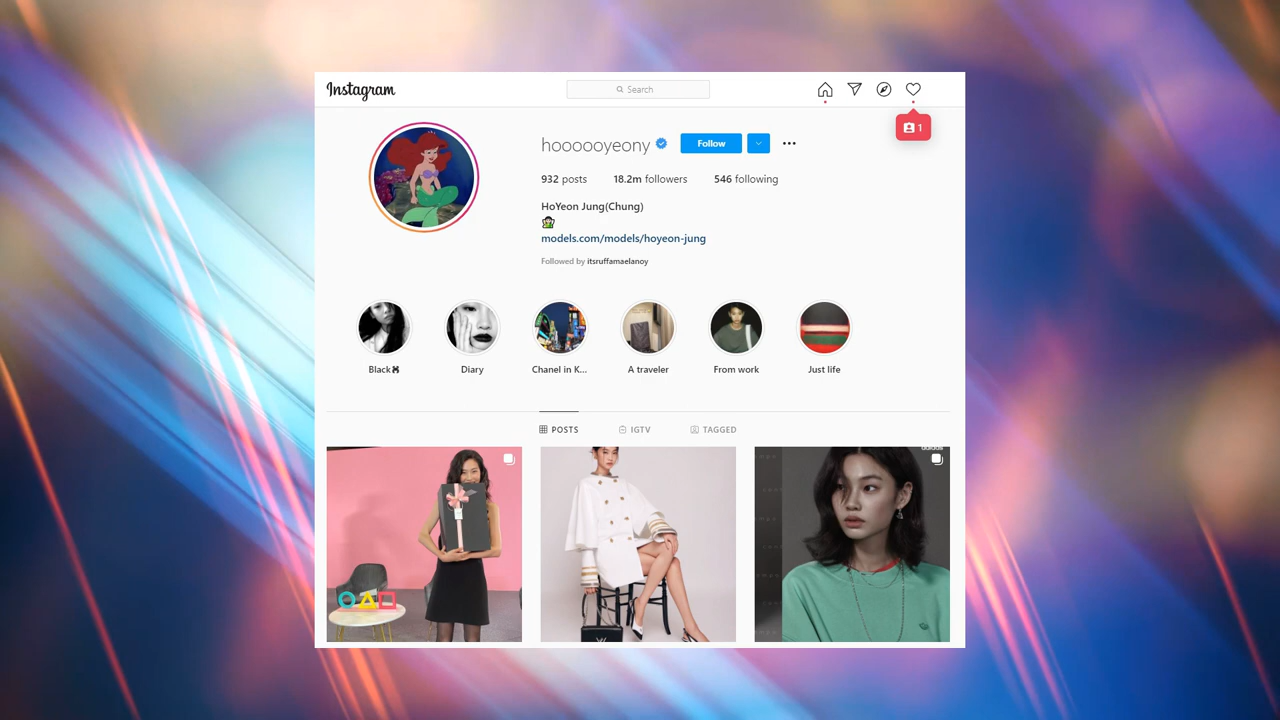 Instagram
Search
1
hoooooyeony
Follow
932 posts 18.2m followers 546 following
HoYeon Jung(Chung)
models.com/models/hoyeon-jung
Followed by itsruffamaelanoy
Black Diary Chanel in K... A traveler From work Just life
POSTS IGTV TAGGED